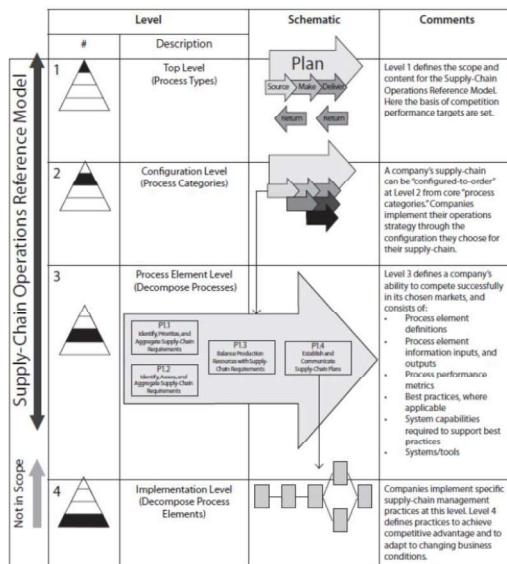 Level
Schematic
Comments
#
Description
Supply-Chain Operations Reference Model
Not in Scope
1
Top Level
(Process Types)
Plan
Source
Make
Deliver
Return
Return
Level 1 defines the scope and
content for the Supply-Chain
Operations Reference Model.
Here the basis of competition
performance targets are set.
2
Configuration Level
(Process Categories)
A company's supply-chain
can be "configured-to-order"
at Level 2 from core "process
categories." Companies
implement their operations
strategy through the
configuration they choose for
their supply-chain.
3
Process Element Level
(Decompose Processes)
P1.1
Identify, Prioritize, and
Aggregate Supply-Chain
Requirements
P1.2
Identify, Assess, and
Aggregate Supply-Chain
Requirements
P1.3
Balance Production
Resources with Supply-
Chain Requirements
P1.4
Establish and
Communicate
Supply-Chain Plans
Level 3 defines a company's
ability to compete successfully
in its chosen markets, and
consists of:
• Process element
definitions
• Process element
information inputs, and
outputs
• Process performance
metrics
• Best practices, where
applicable
• System capabilities
required to support best
practices
• Systems/tools
4
Implementation Level
(Decompose Process
Elements)
Companies implement specific
supply-chain management
practices at this level. Level 4
defines practices to achieve
competitive advantage and to
adapt to changing business
conditions.